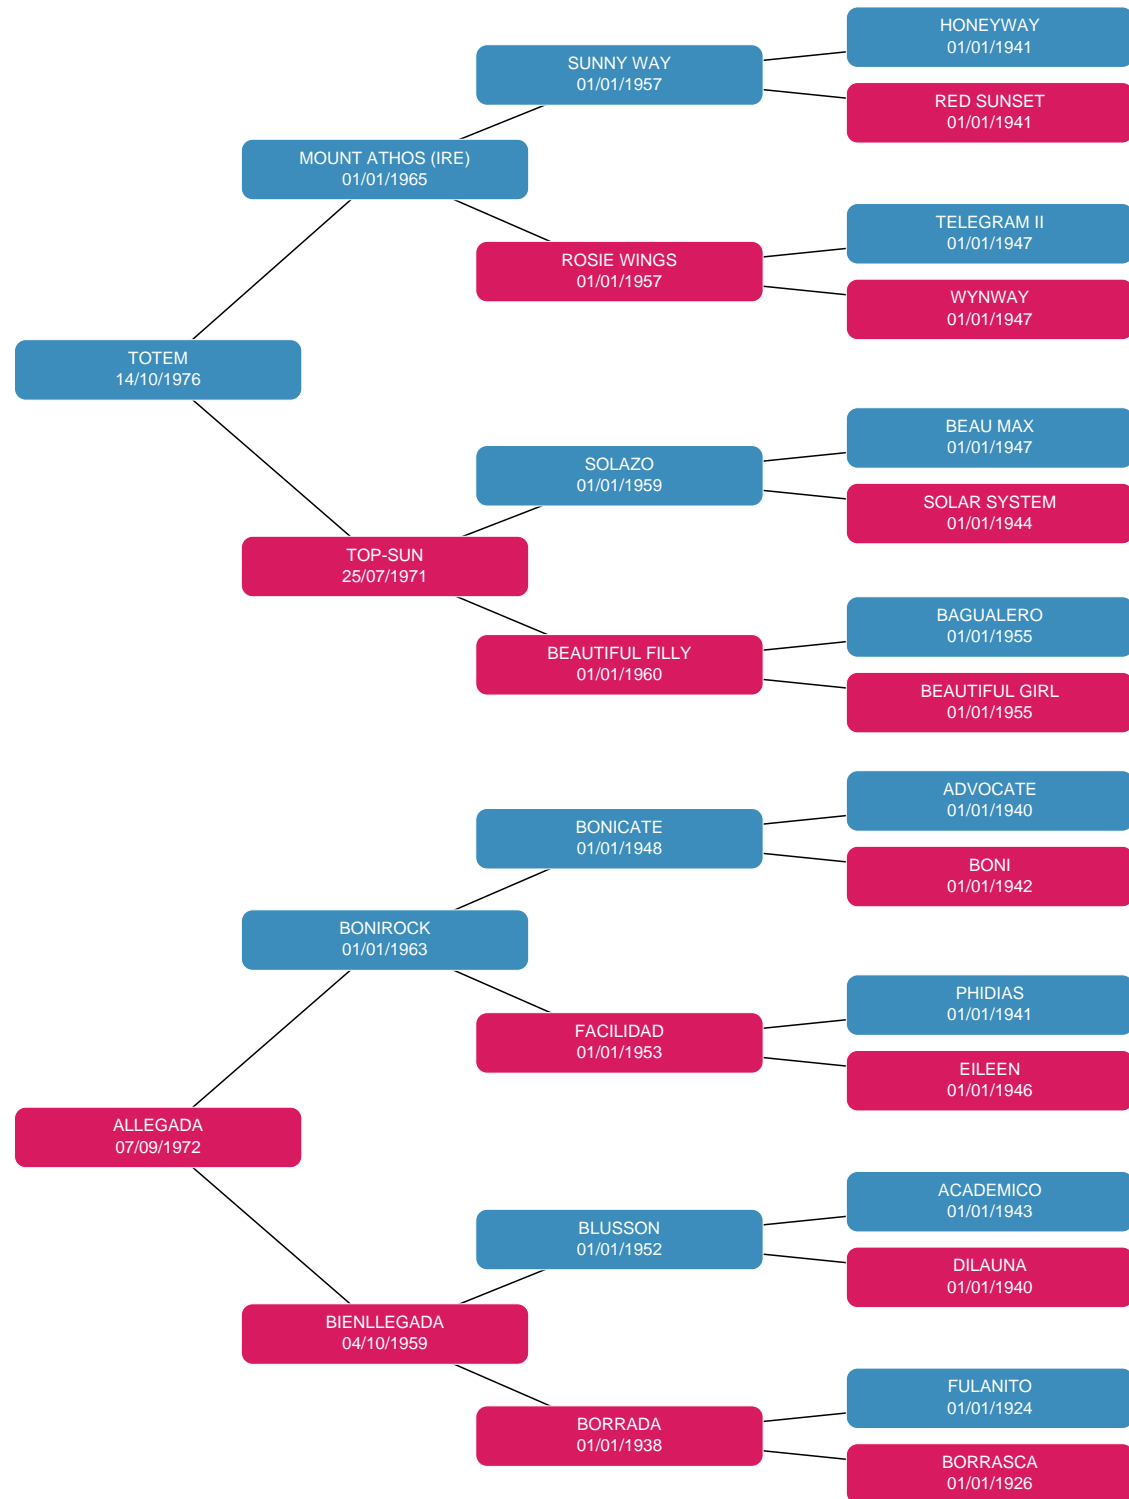 HONEYWAY
01/01/1941
SUNNY WAY
01/01/1957
RED SUNSET
01/01/1941
MOUNT ATHOS (IRE)
01/01/1965
TELEGRAM II
01/01/1947
ROSIE WINGS
01/01/1957
WYNWAY
01/01/1947
TOTEM
14/10/1976
BEAU MAX
01/01/1947
SOLAZO
01/01/1959
SOLAR SYSTEM
01/01/1944
TOP-SUN
25/07/1971
BAGUALERO
01/01/1955
BEAUTIFUL FILLY
01/01/1960
BEAUTIFUL GIRL
01/01/1955
ADVOCATE
01/01/1940
BONICATE
01/01/1948
BONI
01/01/1942
BONIROCK
01/01/1963
PHIDIAS
01/01/1941
FACILIDAD
01/01/1953
EILEEN
01/01/1946
ALLEGADA
07/09/1972
ACADEMICO
01/01/1943
BLUSSON
01/01/1952
DILAUNA
01/01/1940
BIENLLEGADA
04/10/1959
FULANITO
01/01/1924
BORRADA
01/01/1938
BORRASCA
01/01/1926